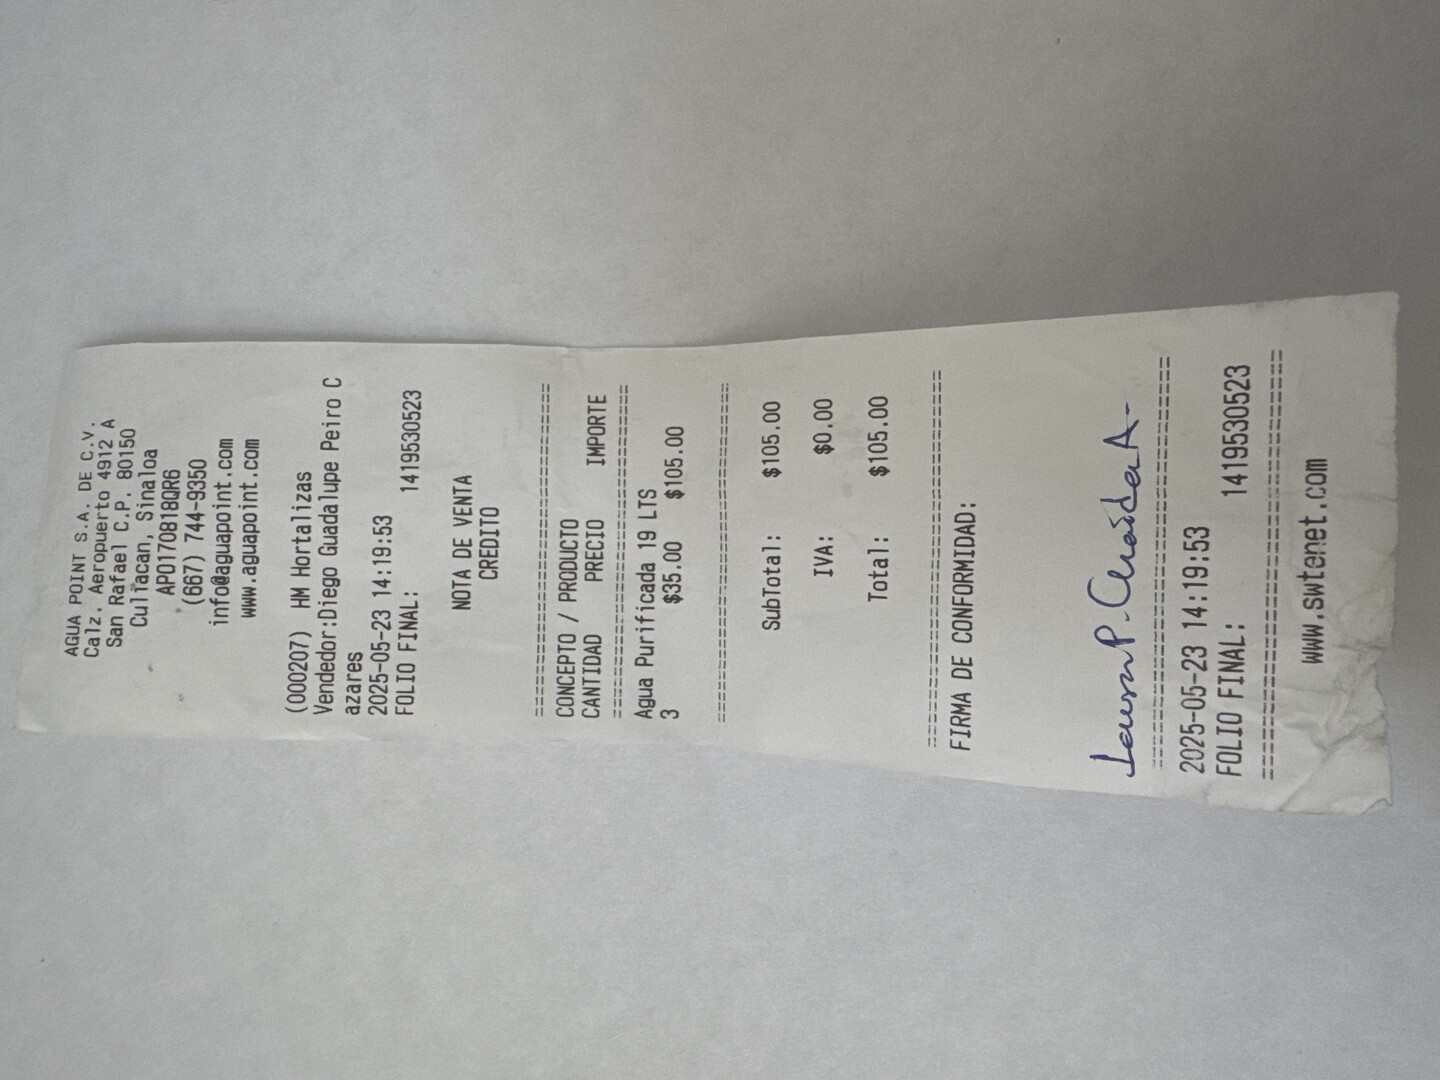 AGUA POINT S.A. DE C.V.
Calz. Aeropuerto 4912 A
San Rafael C.P. 80150
Culiacan, Sinaloa
APO170818QR6
(667) 744-9350
info@aguapoint.com
www.aguapoint.com
(000207) HM Hortalizas
Vendedor:Diego Guadalupe Peiro C
azares
2025-05-23 14:19:53
FOLIO FINAL: 1419530523
NOTA DE VENTA
CREDITO
================================
CONCEPTO / PRODUCTO
CANTIDAD PRECIO IMPORTE
================================
Agua Purificada 19 LTS
3 $35.00 $105.00
================================
SubTotal: $105.00
IVA: $0.00
Total: $105.00
================================
FIRMA DE CONFORMIDAD:
P.
================================
2025-05-23 14:19:53
FOLIO FINAL: 1419530523
================================
www.swtenet.com